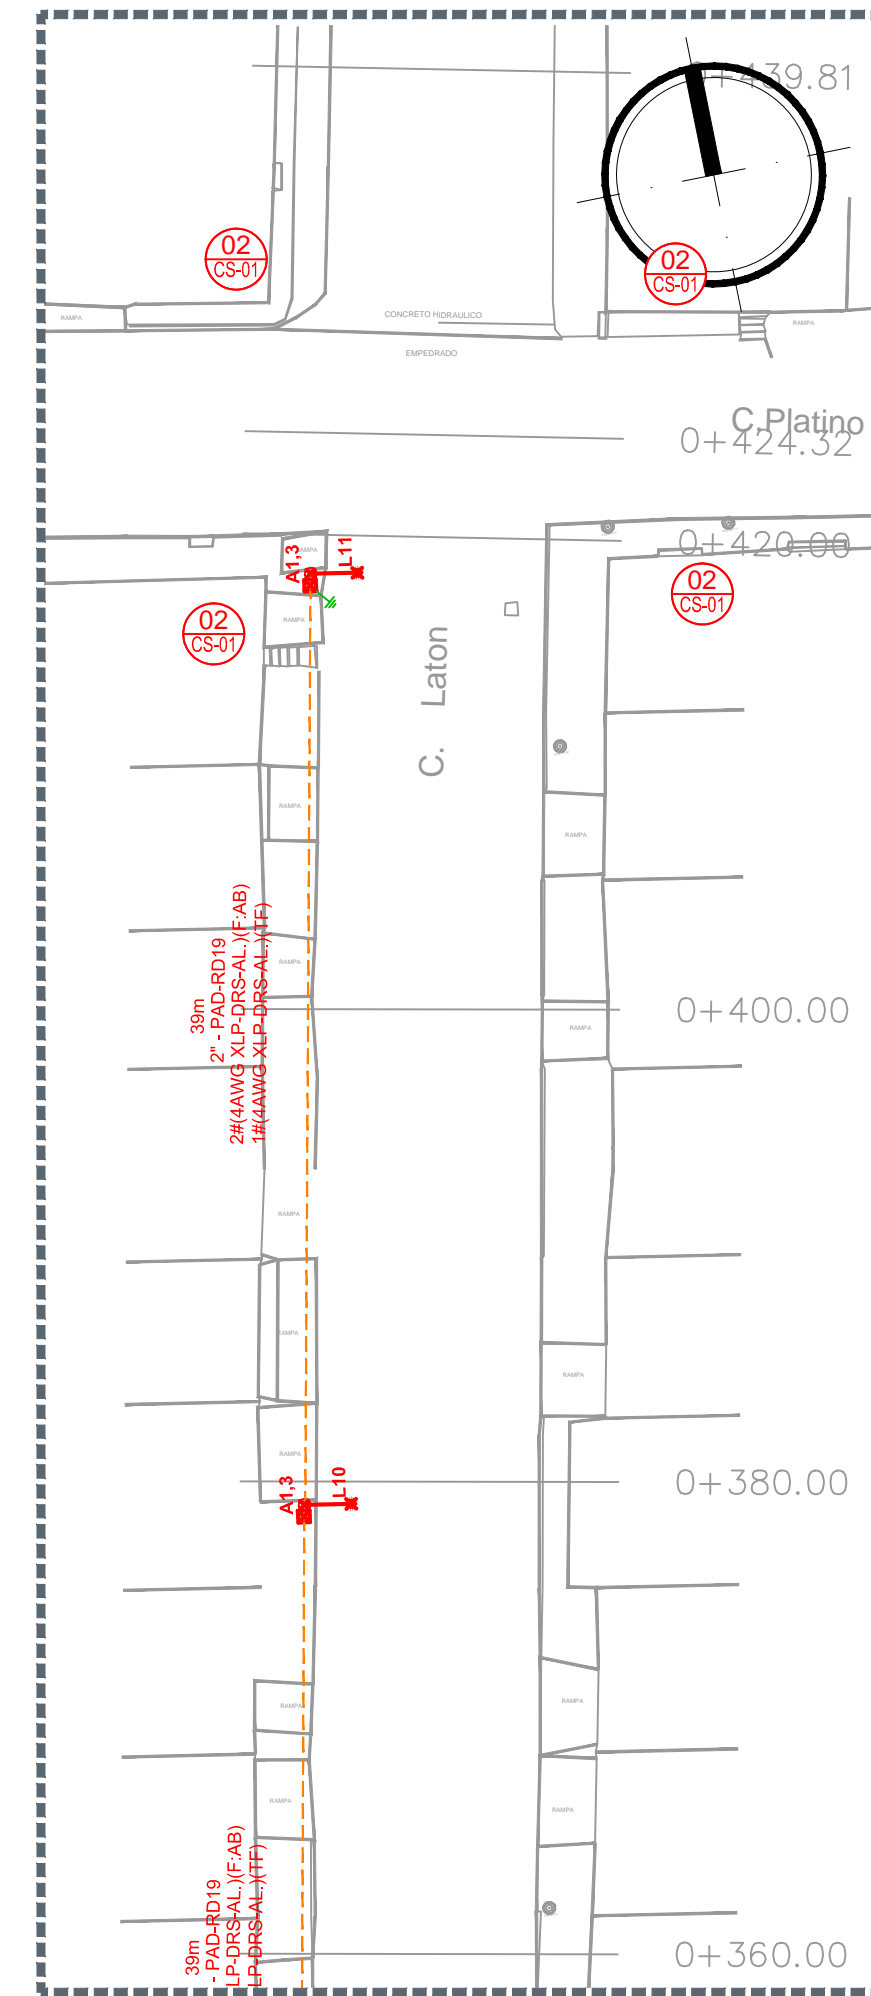 0+439.81
02
CS-01
02
CS-01
RAMPA
CONCRETO HIDRAULICO
RAMPA
EMPEDRADO
C.Platino
0+424.32
0+420.00
RAMPA
A1,3
L11
02
CS-01
02
CS-01
RAMPA
C. Laton
RAMPA
RAMPA
39m
2" - PAD-RD19
2#(4AWG XLP-DRS-AL.)(F:AB)
1#(4AWG XLP-DRS-AL.)(TF)
RAMPA
0+400.00
RAMPA
RAMPA
RAMPA
RAMPA
RAMPA
0+380.00
A1,3
L10
RAMPA
RAMPA
RAMPA
RAMPA
39m
- PAD-RD19
LP-DRS-AL.)(F:AB)
LP-DRS-AL.)(TF)
0+360.00